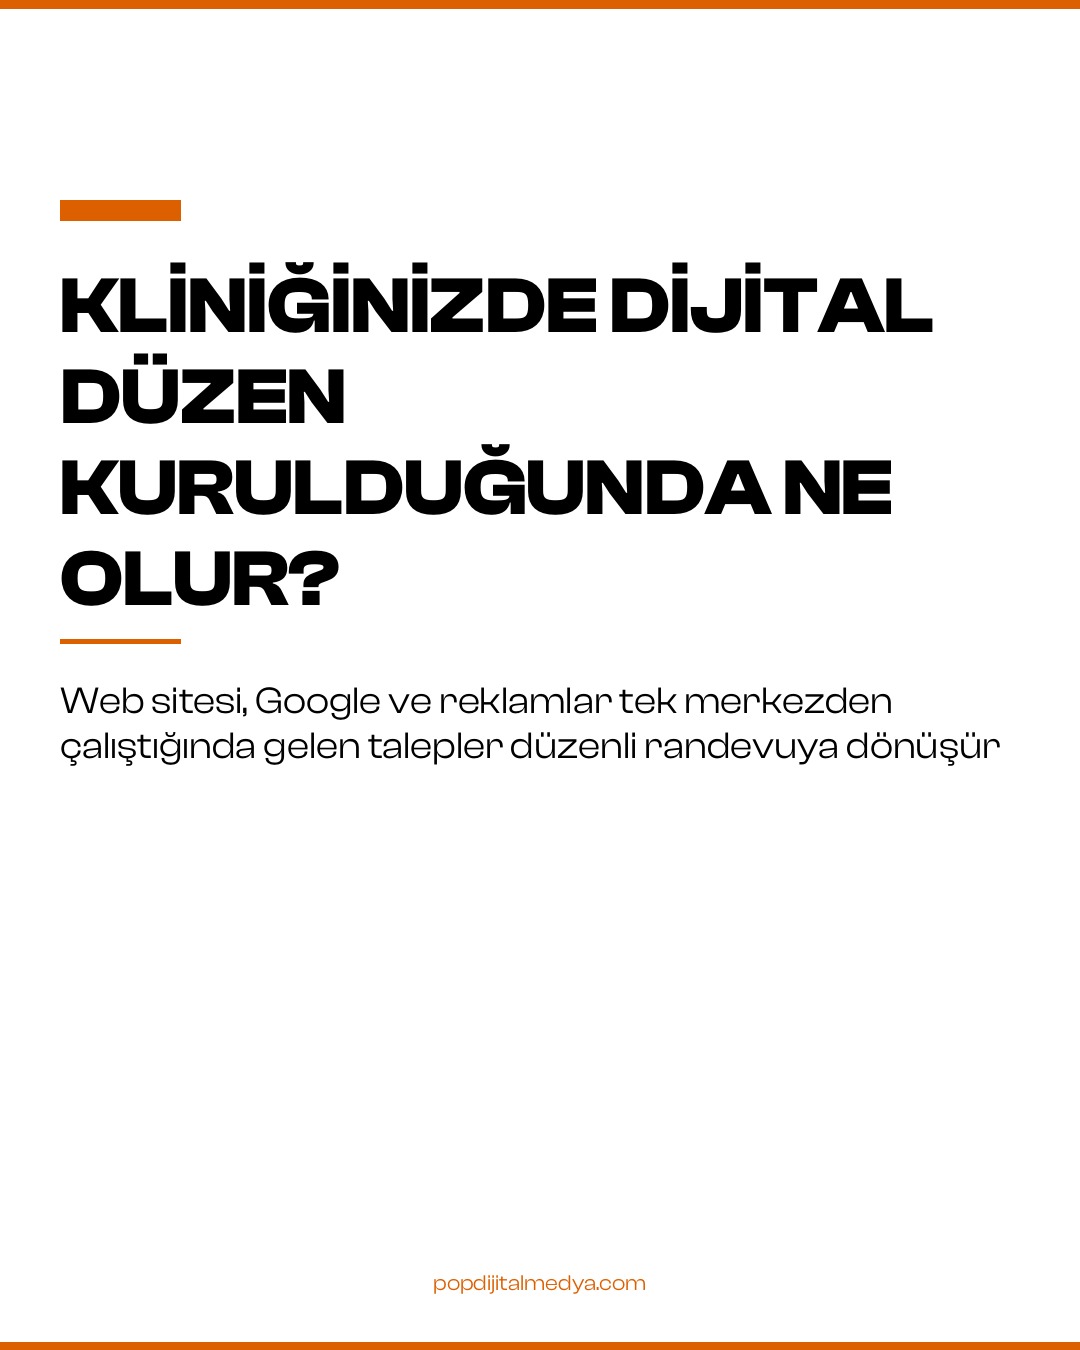 KLİNİĞİNİZDE DİJİTAL
DÜZEN
KURULDUĞUNDA NE
OLUR?
Web sitesi, Google ve reklamlar tek merkezden
çalıştığında gelen talepler düzenli randevuya dönüşür
popdijitalmedya.com